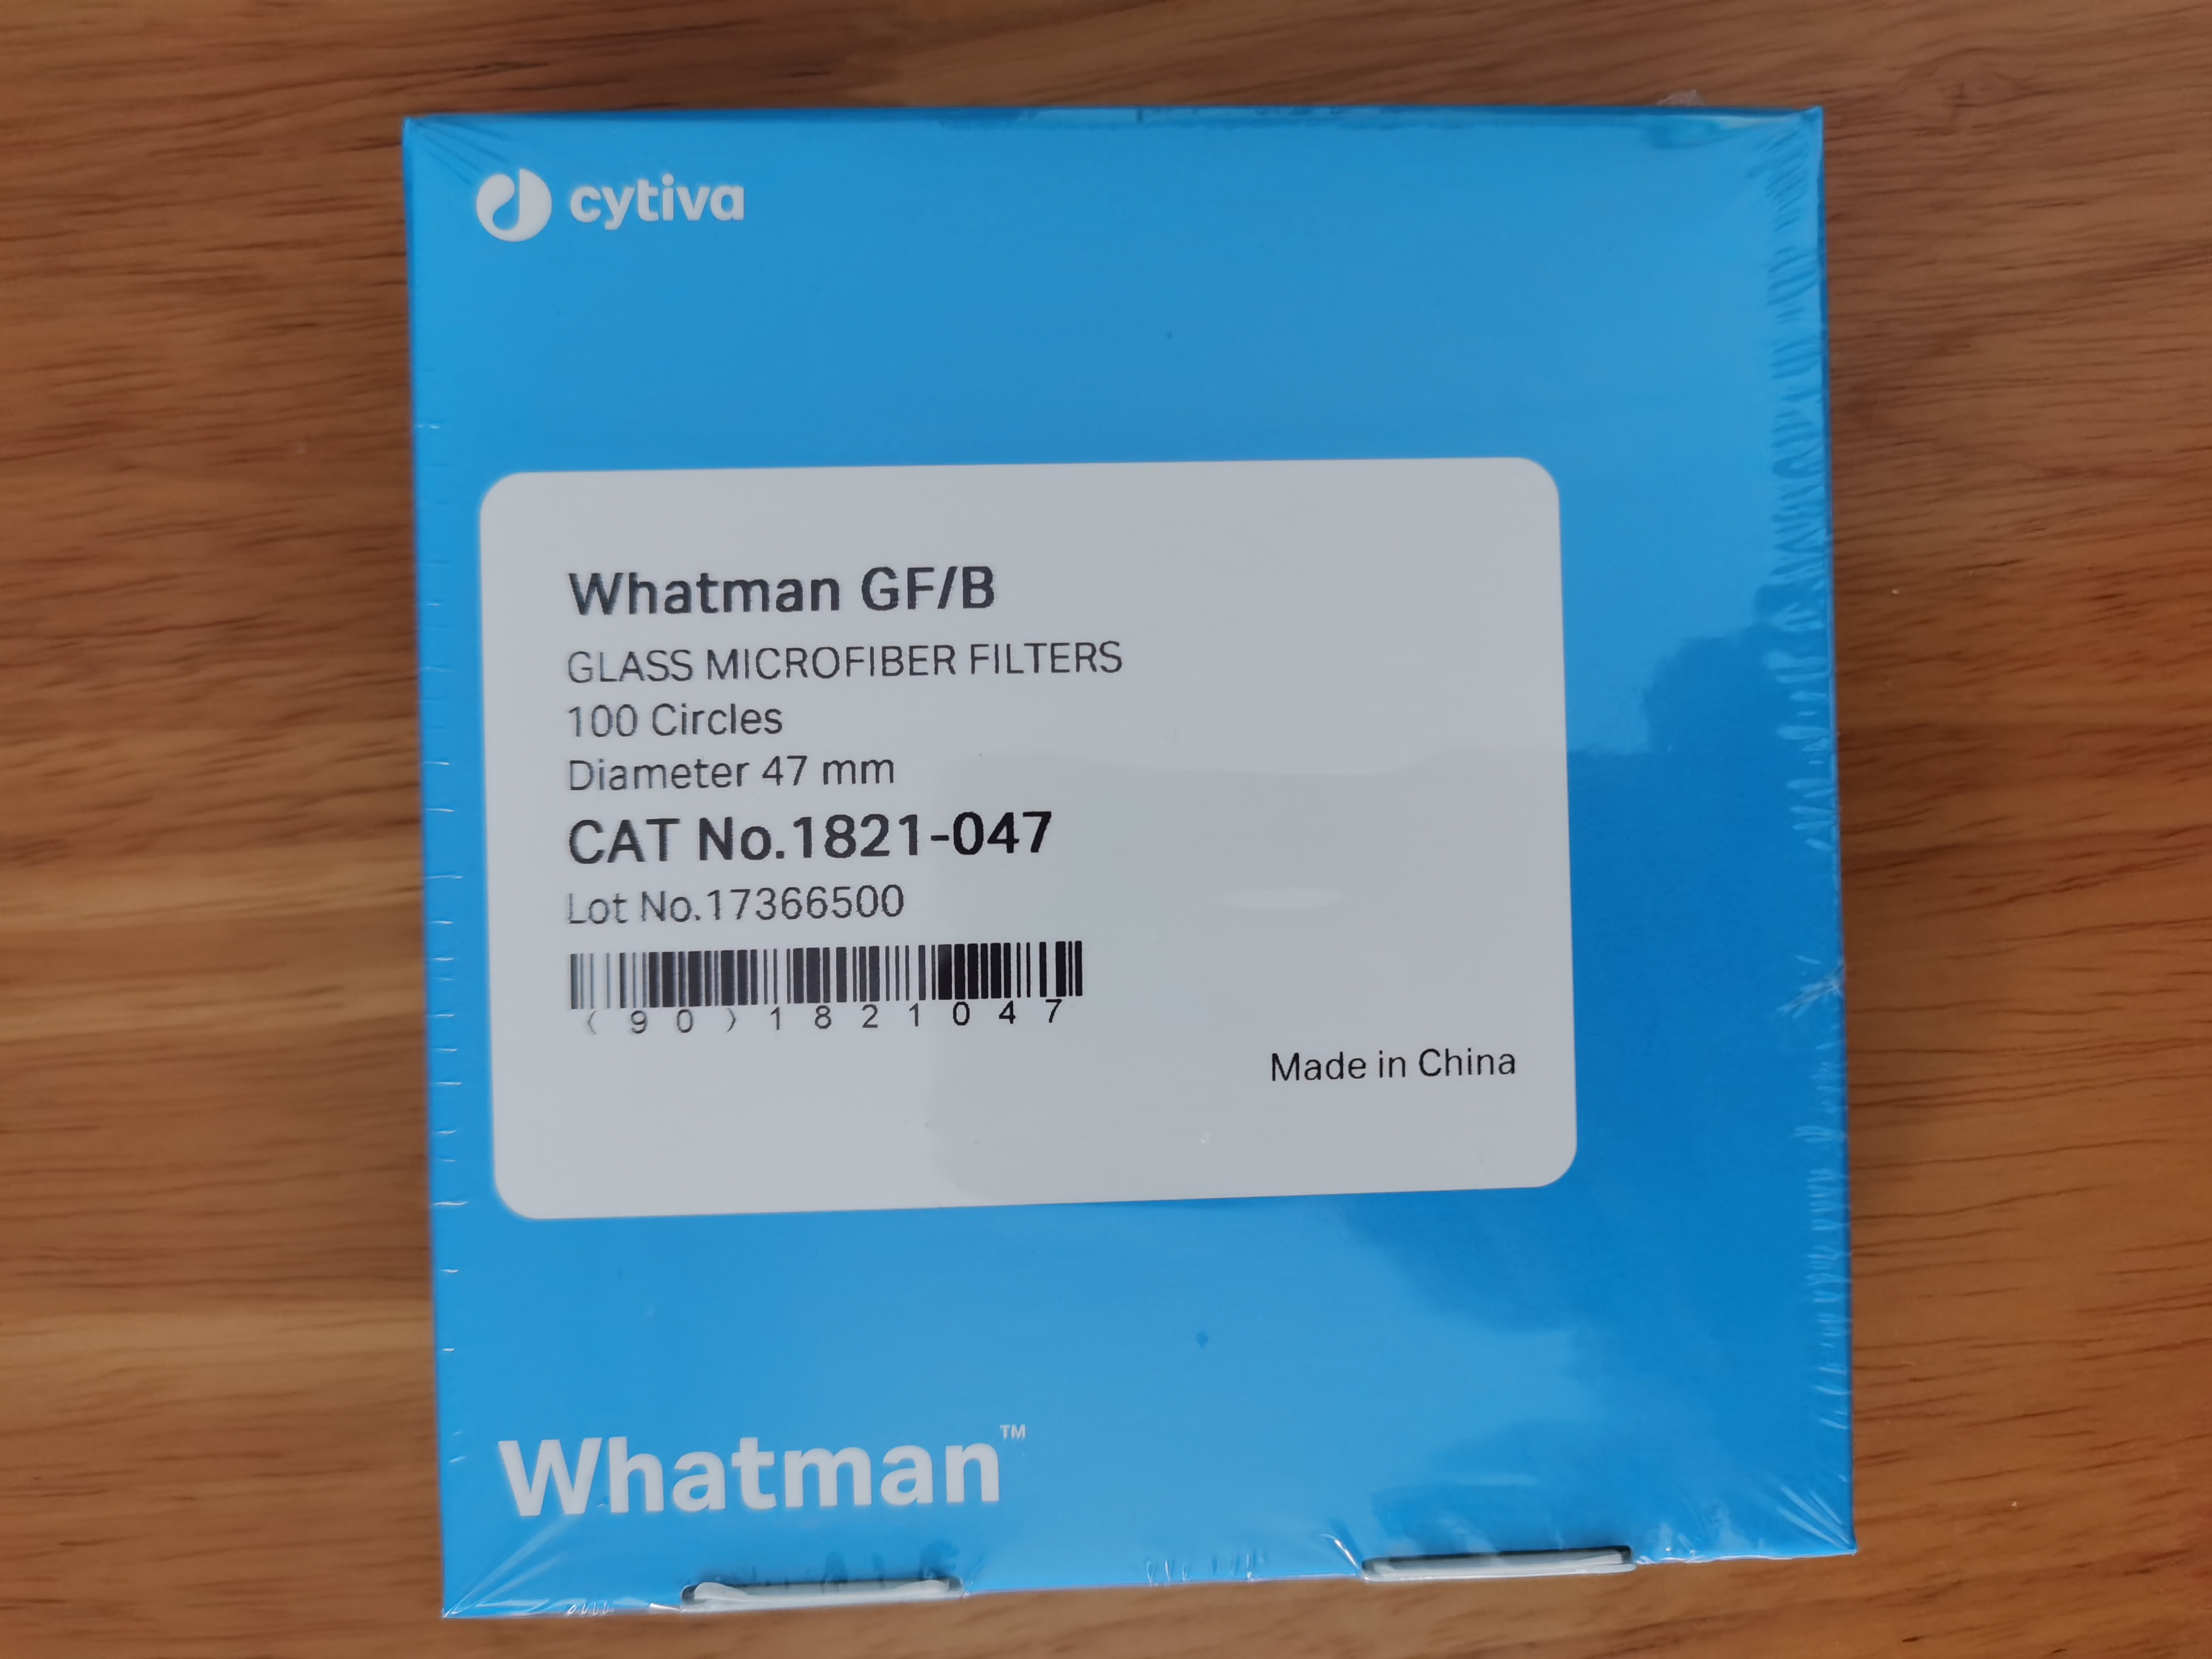 cytiva
Whatman GF/B
GLASS MICROFIBER FILTERS
100 Circles
Diameter 47 mm
CAT No.1821-047
Lot No.17366500
(90)1821047
Made in China
Whatman™